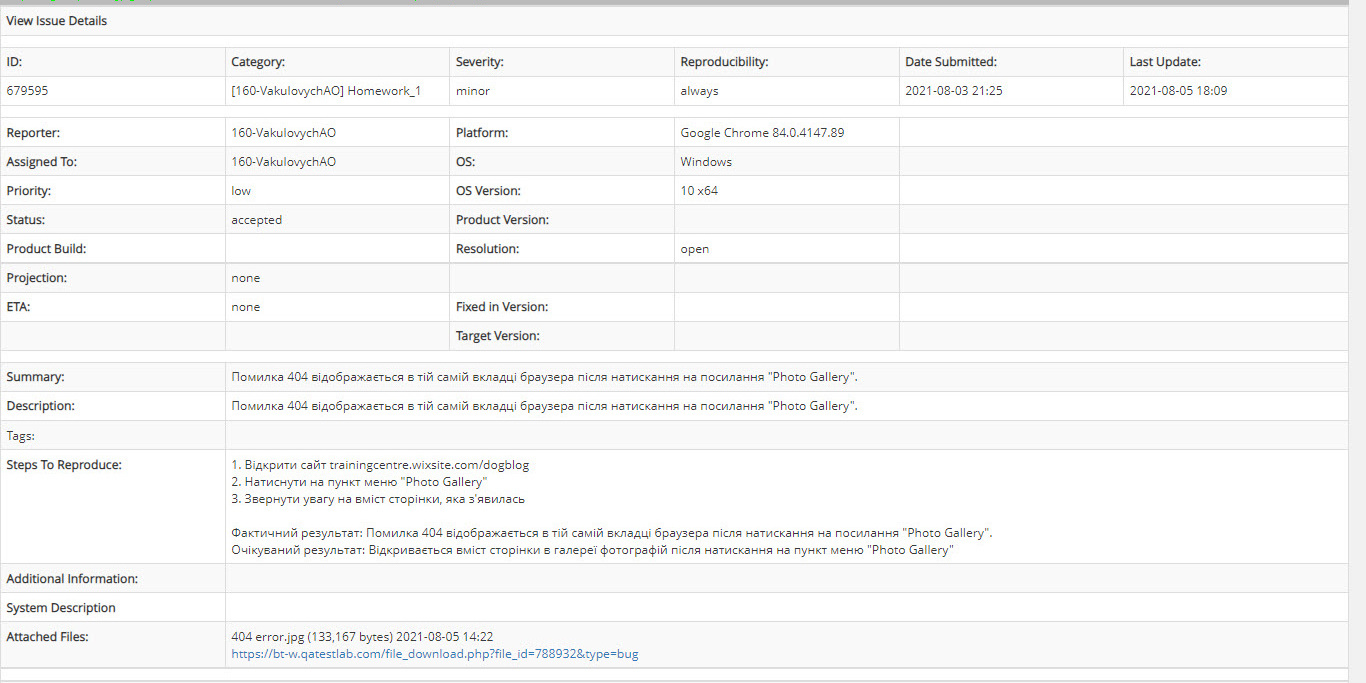 View Issue Details
ID: Category: Severity: Reproducibility: Date Submitted: Last Update:
679595 [160-VakulovychAO] Homework_1 minor always 2021-08-03 21:25 2021-08-05 18:09
Reporter: 160-VakulovychAO Platform: Google Chrome 84.0.4147.89
Assigned To: 160-VakulovychAO OS: Windows
Priority: low OS Version: 10 x64
Status: accepted Product Version:
Product Build: Resolution: open
Projection: none
ETA: none Fixed in Version:
Target Version:
Summary: Помилка 404 відображається в тій самій вкладці браузера після натискання на посилання "Photo Gallery".
Description: Помилка 404 відображається в тій самій вкладці браузера після натискання на посилання "Photo Gallery".
Tags:
Steps To Reproduce: 1. Відкрити сайт trainingcentre.wixsite.com/dogblog
2. Натиснути на пункт меню "Photo Gallery"
3. Звернути увагу на вміст сторінки, яка з'явилась
Фактичний результат: Помилка 404 відображається в тій самій вкладці браузера після натискання на посилання "Photo Gallery".
Очікуваний результат: Відкривається вміст сторінки в галереї фотографій після натискання на пункт меню "Photo Gallery"
Additional Information:
System Description
Attached Files: 404 error.jpg (133,167 bytes) 2021-08-05 14:22
https://bt-w.qatestlab.com/file_download.php?file_id=788932&type=bug